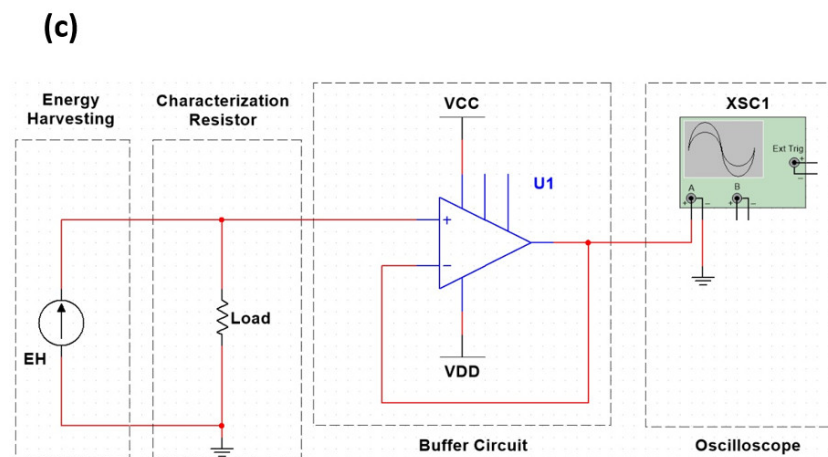 (c)
Energy
Harvesting
Characterization
Resistor
VCC
XSC1
Ext Trig
U1
A
B
+
−
+
−
+
−
+
−
Load
EH
VDD
Buffer Circuit
Oscilloscope